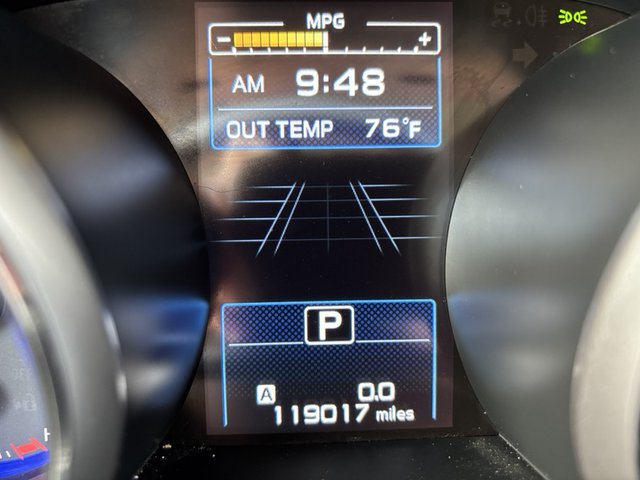 MPG
- +
AM 9:48
OUT TEMP 76°F
P
A 0.0
119017 miles
H